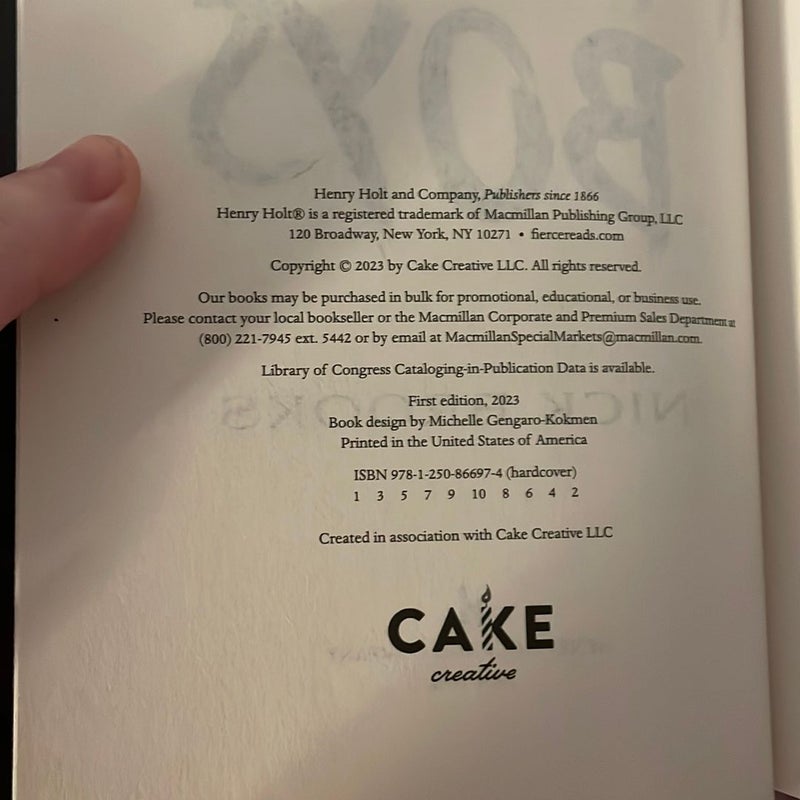 Henry Holt and Company, Publishers since 1866
Henry Holt® is a registered trademark of Macmillan Publishing Group, LLC
120 Broadway, New York, NY 10271 • fiercereads.com
Copyright © 2023 by Cake Creative LLC. All rights reserved.
Our books may be purchased in bulk for promotional, educational, or business use.
Please contact your local bookseller or the Macmillan Corporate and Premium Sales Department at
(800) 221-7945 ext. 5442 or by email at MacmillanSpecialMarkets@macmillan.com.
Library of Congress Cataloging-in-Publication Data is available.
First edition, 2023
Book design by Michelle Gengaro-Kokmen
Printed in the United States of America
ISBN 978-1-250-86697-4 (hardcover)
1 3 5 7 9 10 8 6 4 2
Created in association with Cake Creative LLC
CAKE
creative